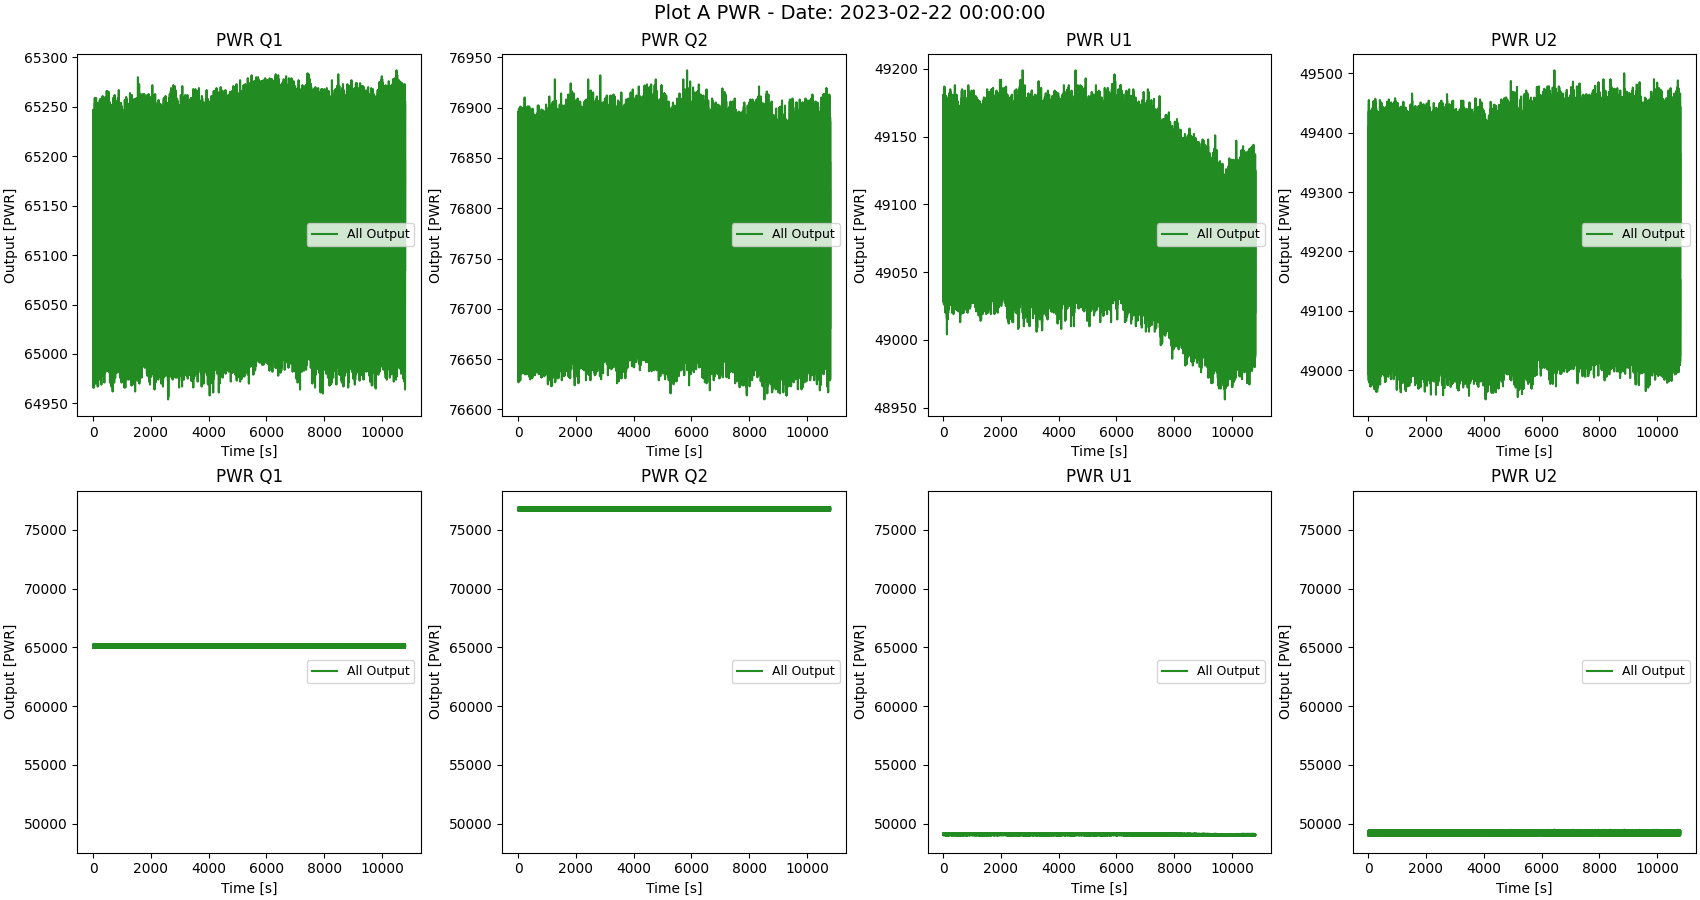 Plot A PWR - Date: 2023-02-22 00:00:00
PWR Q1
PWR Q2
PWR U1
PWR U2
Output [PWR]
65300
65250
65200
65150
65100
65050
65000
64950
All Output
0 2000 4000 6000 8000 10000
Time [s]
Output [PWR]
76950
76900
76850
76800
76750
76700
76650
76600
All Output
0 2000 4000 6000 8000 10000
Time [s]
Output [PWR]
49200
49150
49100
49050
49000
48950
All Output
0 2000 4000 6000 8000 10000
Time [s]
Output [PWR]
49500
49400
49300
49200
49100
49000
All Output
0 2000 4000 6000 8000 10000
Time [s]
PWR Q1
PWR Q2
PWR U1
PWR U2
Output [PWR]
75000
70000
65000
60000
55000
50000
All Output
0 2000 4000 6000 8000 10000
Time [s]
Output [PWR]
75000
70000
65000
60000
55000
50000
All Output
0 2000 4000 6000 8000 10000
Time [s]
Output [PWR]
75000
70000
65000
60000
55000
50000
All Output
0 2000 4000 6000 8000 10000
Time [s]
Output [PWR]
75000
70000
65000
60000
55000
50000
All Output
0 2000 4000 6000 8000 10000
Time [s]